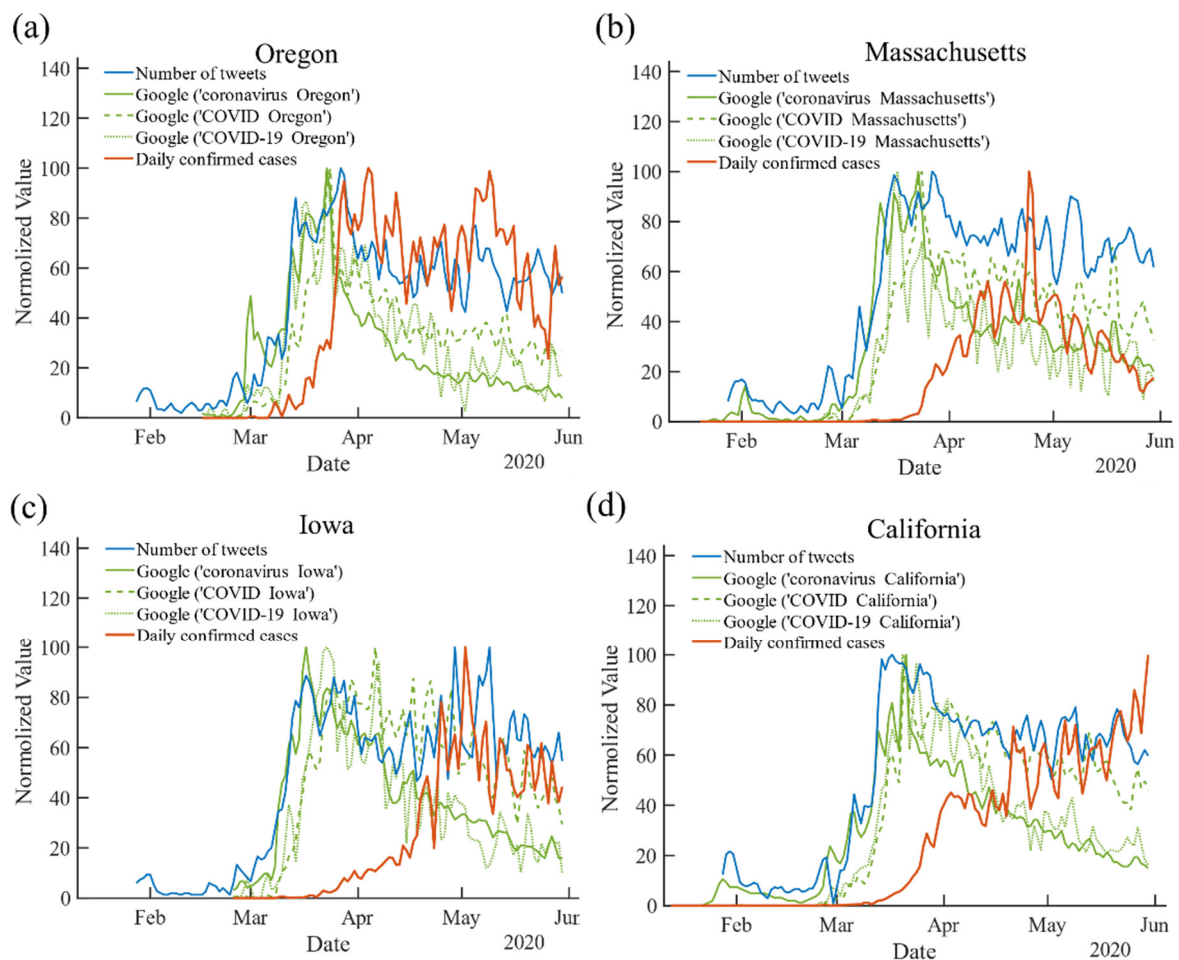 (a)
Oregon
Number of tweets
Google ('coronavirus Oregon')
Google ('COVID Oregon')
Google ('COVID-19 Oregon')
Daily confirmed cases
Normolized Value
140
120
100
80
60
40
20
0
Feb
Mar
Apr
May
Jun
Date
2020
(b)
Massachusetts
Number of tweets
Google ('coronavirus Massachusetts')
Google ('COVID Massachusetts')
Google ('COVID-19 Massachusetts')
Daily confirmed cases
Normolized Value
140
120
100
80
60
40
20
0
Feb
Mar
Apr
May
Jun
Date
2020
(c)
Iowa
Number of tweets
Google ('coronavirus Iowa')
Google ('COVID Iowa')
Google ('COVID-19 Iowa')
Daily confirmed cases
Normolized Value
140
120
100
80
60
40
20
0
Feb
Mar
Apr
May
Jun
Date
2020
(d)
California
Number of tweets
Google ('coronavirus California')
Google ('COVID California')
Google ('COVID-19 California')
Daily confirmed cases
Normolized Value
140
120
100
80
60
40
20
0
Feb
Mar
Apr
May
Jun
Date
2020